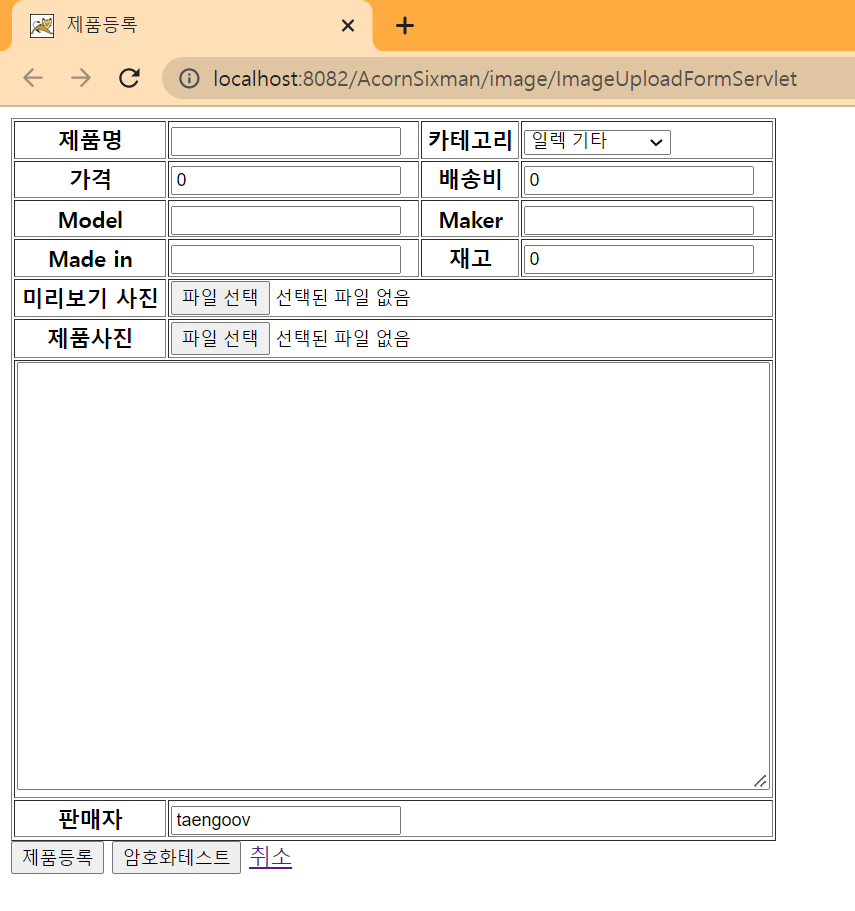 제품등록
localhost:8082/AcornSixman/image/ImageUploadFormServlet
제품명 카테고리 일렉 기타
가격 0 배송비 0
Model Maker
Made in 재고 0
미리보기 사진 파일 선택 선택된 파일 없음
제품사진 파일 선택 선택된 파일 없음
판매자 taengoov
제품등록 암호화테스트 취소